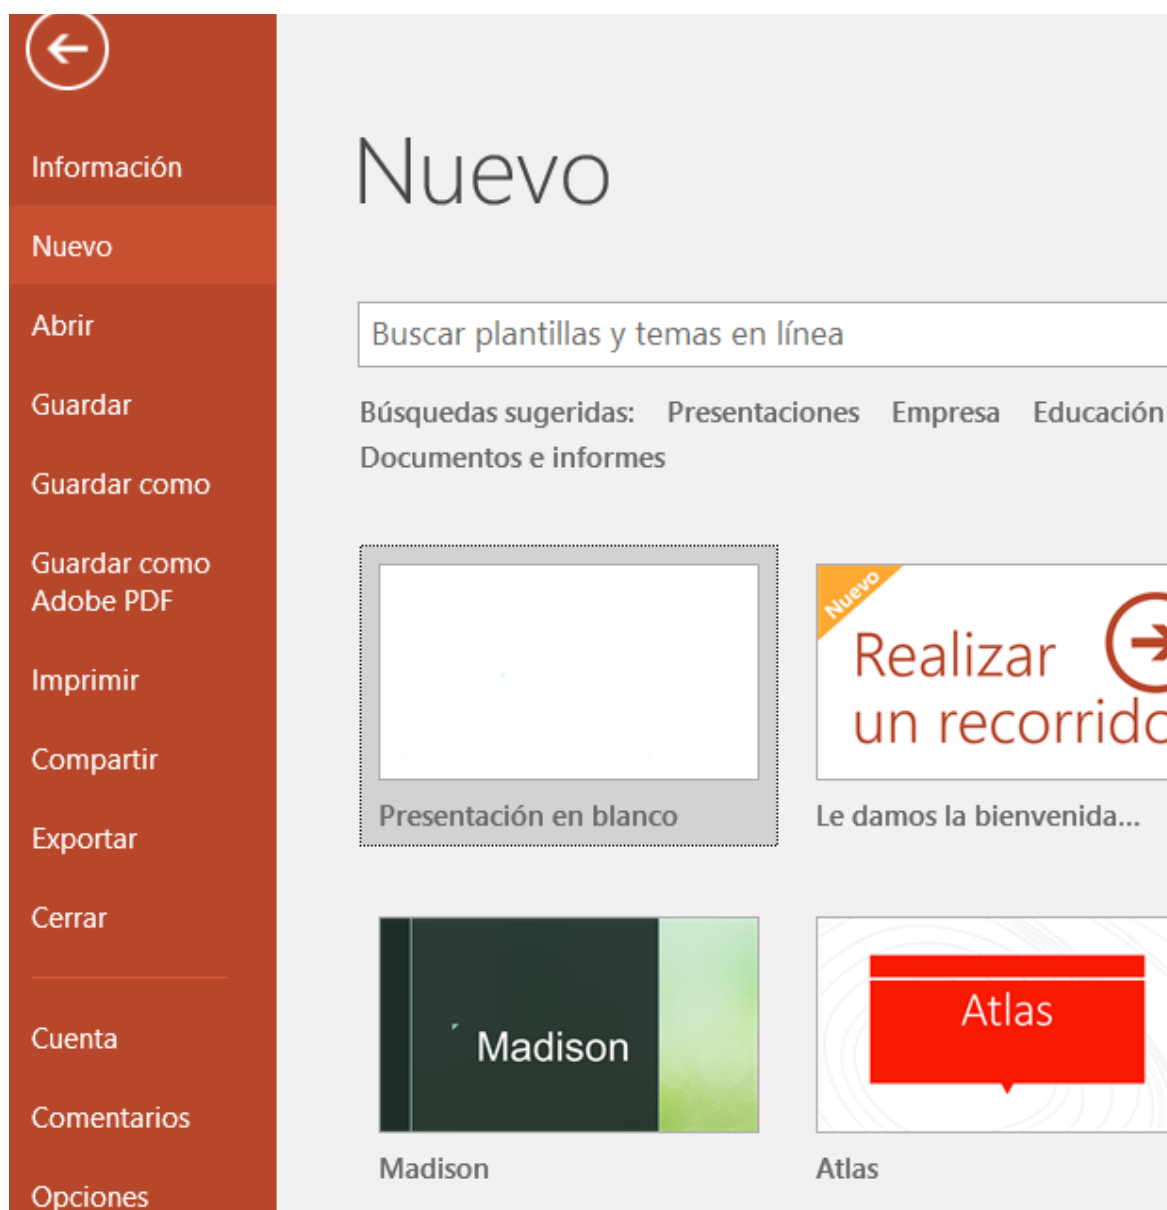 Información
Nuevo
Abrir
Guardar
Guardar como
Guardar como
Adobe PDF
Imprimir
Compartir
Exportar
Cerrar
Cuenta
Comentarios
Opciones
Nuevo
Buscar plantillas y temas en línea
Búsquedas sugeridas: Presentaciones Empresa Educación
Documentos e informes
Presentación en blanco
Nuevo
Realizar
un recorrido
Le damos la bienvenida...
Madison
Madison
Atlas
Atlas